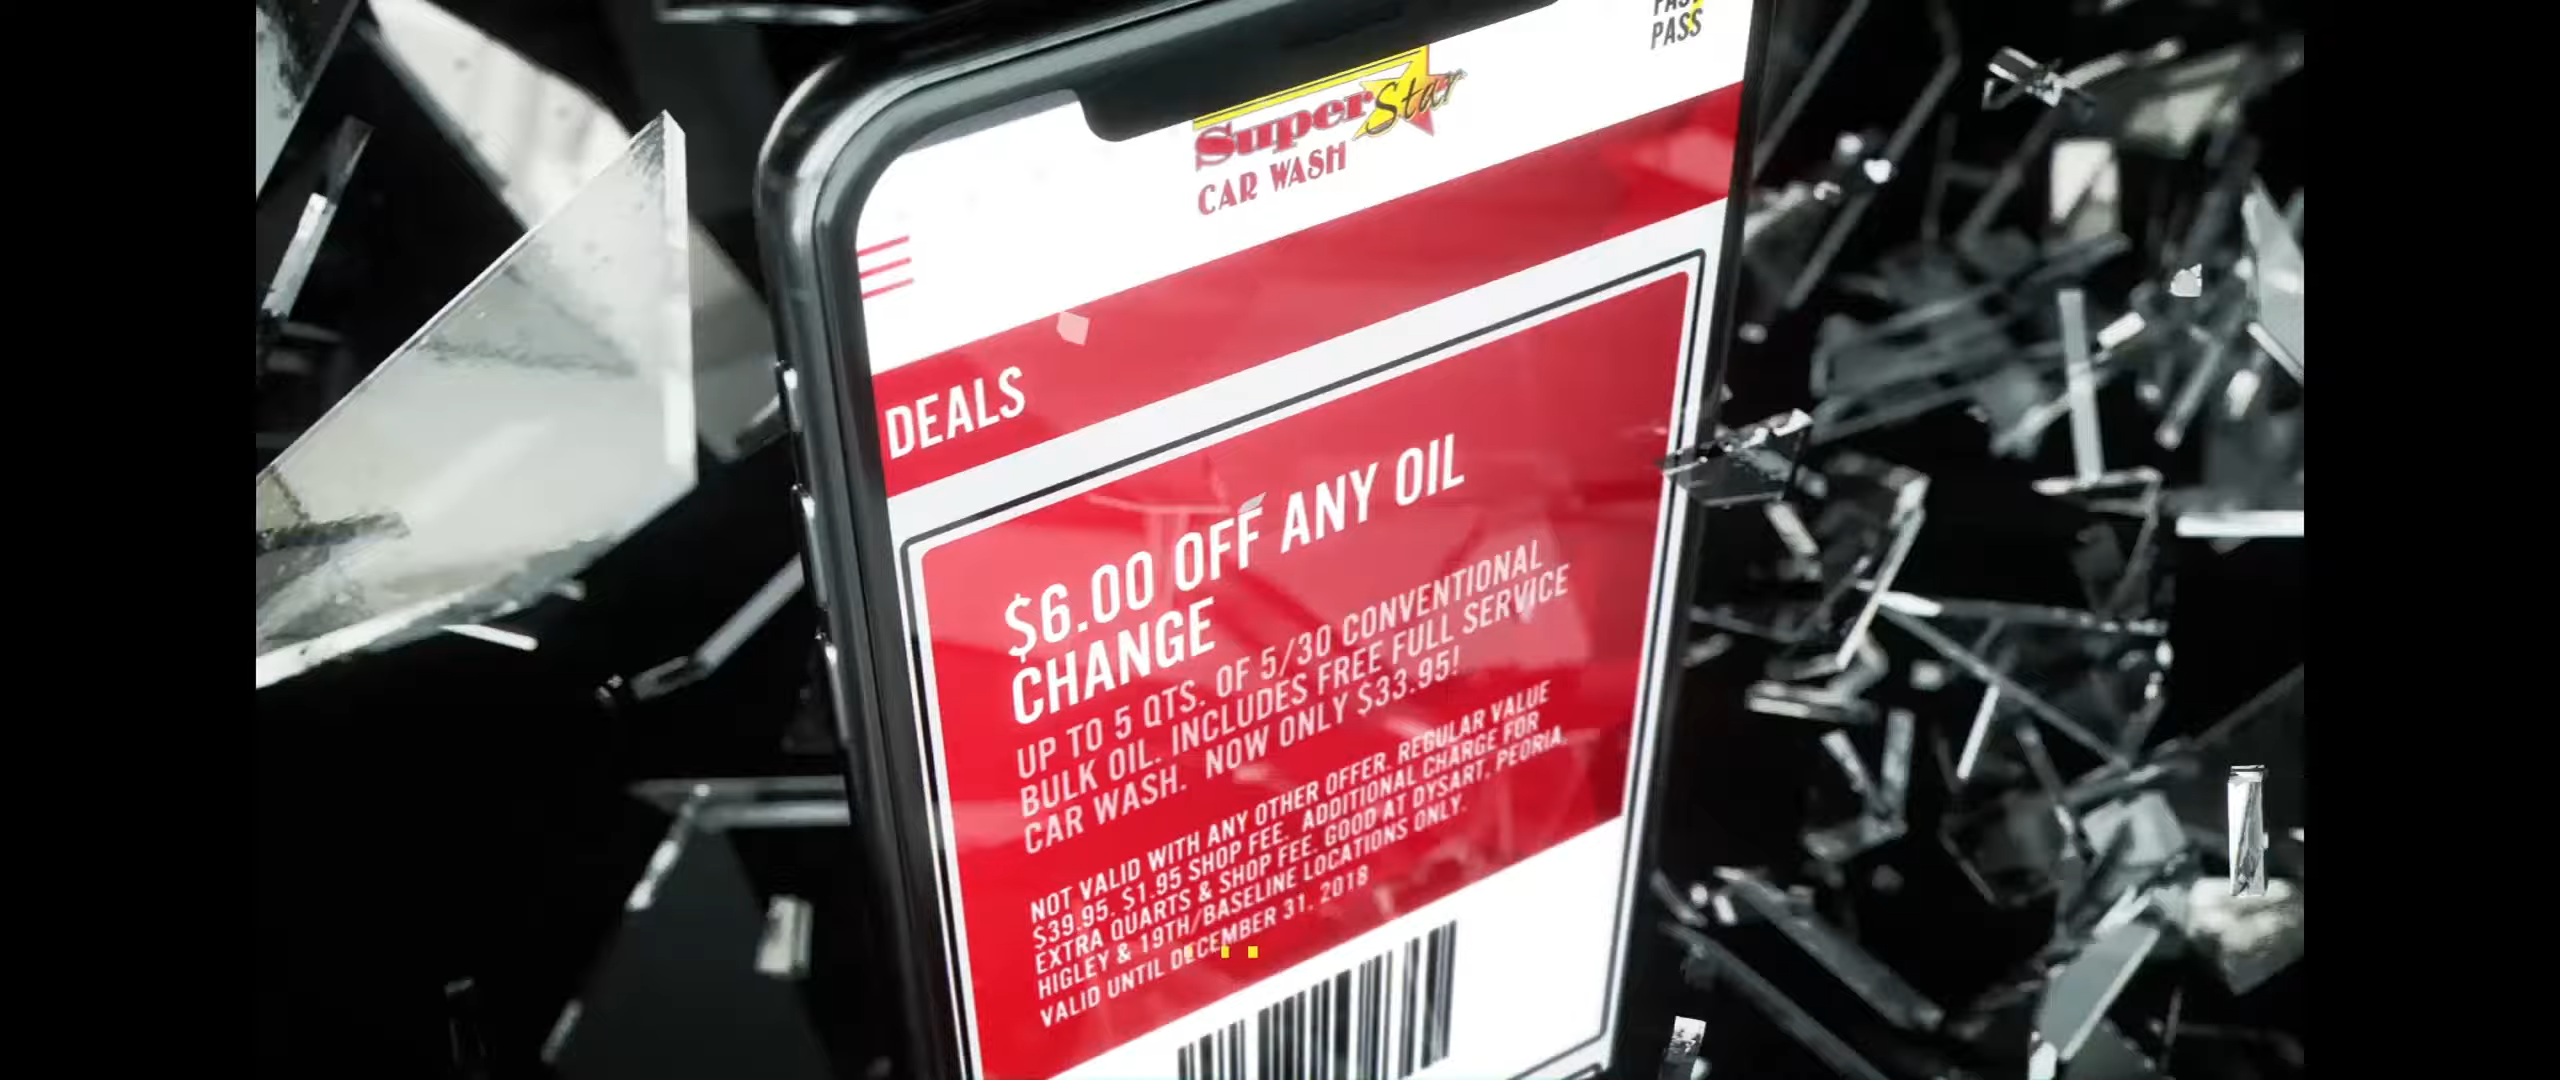 PASS
Super Star
CAR WASH
DEALS
$6.00 OFF ANY OIL
CHANGE
UP TO 5 QTS. OF 5/30 CONVENTIONAL
BULK OIL. INCLUDES FREE FULL SERVICE
CAR WASH. NOW ONLY $33.95!
NOT VALID WITH ANY OTHER OFFER. REGULAR VALUE
$39.95. $1.95 SHOP FEE. ADDITIONAL CHARGE FOR
EXTRA QUARTS & SHOP FEE. GOOD AT DYSART, PEORIA,
HIGLEY & 19TH/BASELINE LOCATIONS ONLY.
VALID UNTIL DECEMBER 31, 2018